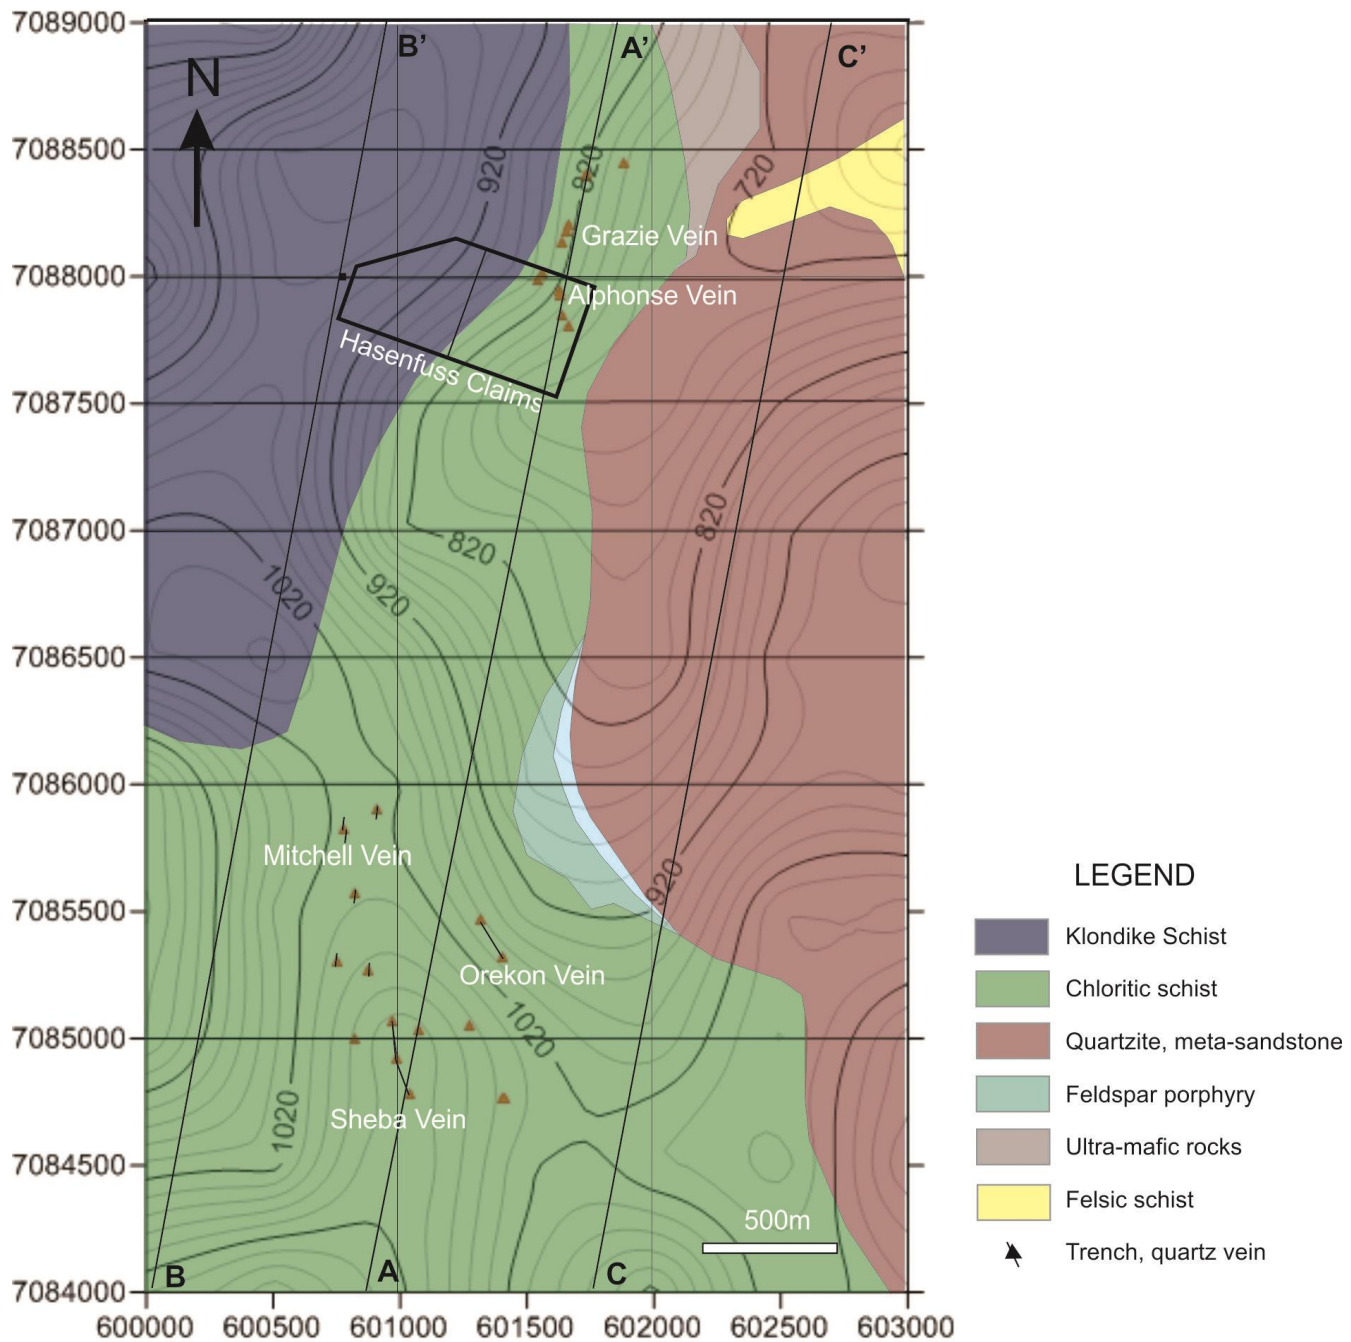 7089000
B’
A’
C’
N
7088500
920
820
720
Grazie Vein
7088000
Alphonse Vein
Hasenfuss Claims
7087500
7087000
820
820
1020
920
7086500
7086000
Mitchell Vein
920
7085500
Orekon Vein
1020
7085000
1020
Sheba Vein
7084500
500m
B
A
C
7084000
600000 600500 601000 601500 602000 602500 603000
LEGEND
Klondike Schist
Chloritic schist
Quartzite, meta-sandstone
Feldspar porphyry
Ultra-mafic rocks
Felsic schist
Trench, quartz vein